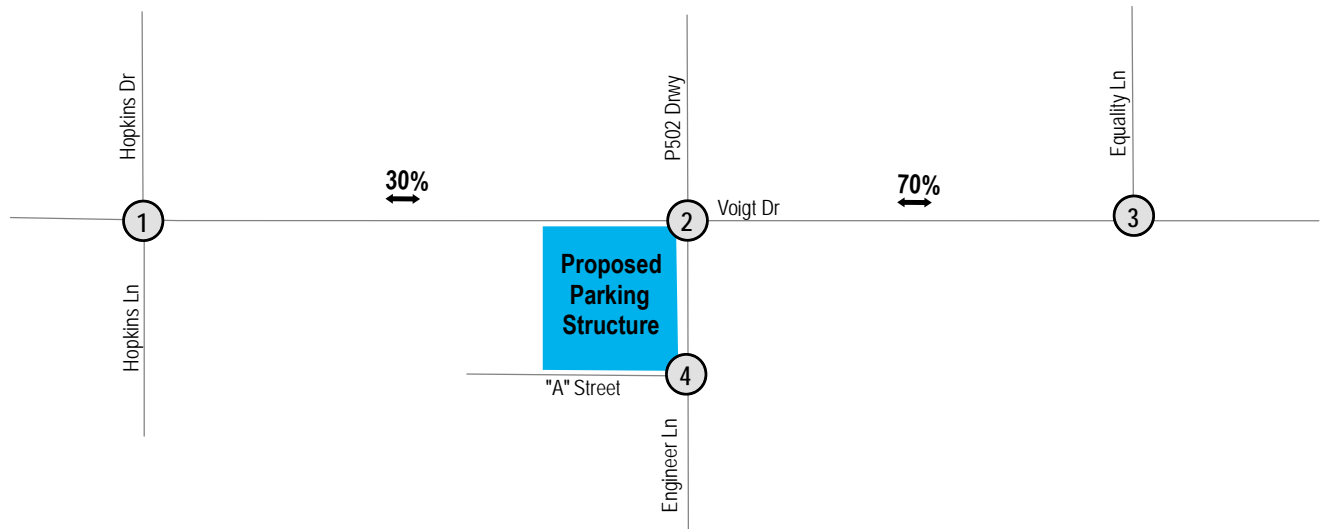 Hopkins Dr
P502 Drwy
Equality Ln
30%
70%
1
2
Voigt Dr
3
Proposed
Parking
Structure
Hopkins Ln
4
"A" Street
Engineer Ln